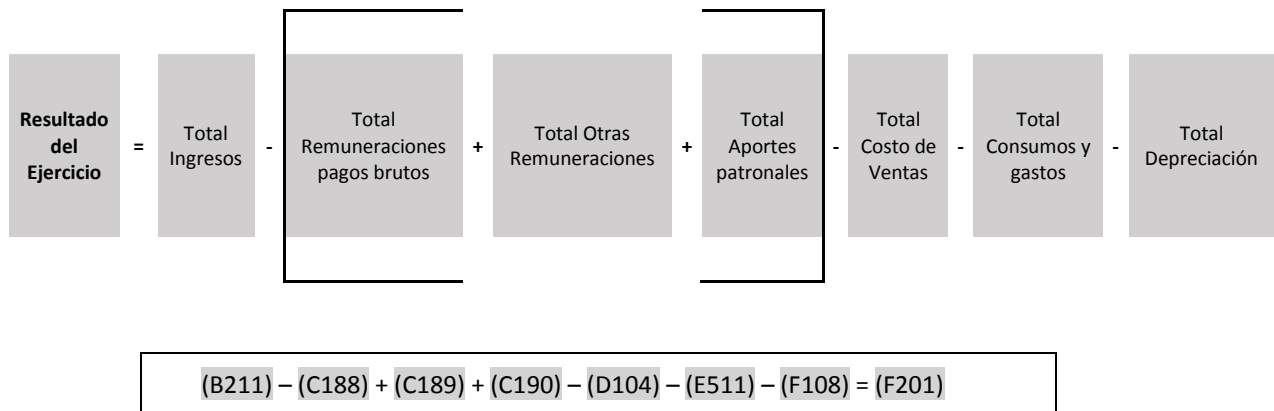 Resultado
del
Ejercicio
=
Total
Ingresos
-
Total
Remuneraciones
pagos brutos
+
Total Otras
Remuneraciones
+
Total
Aportes
patronales
-
Total
Costo de
Ventas
-
Total
Consumos y
gastos
-
Total
Depreciación
(B211) – (C188) + (C189) + (C190) – (D104) – (E511) – (F108) = (F201)